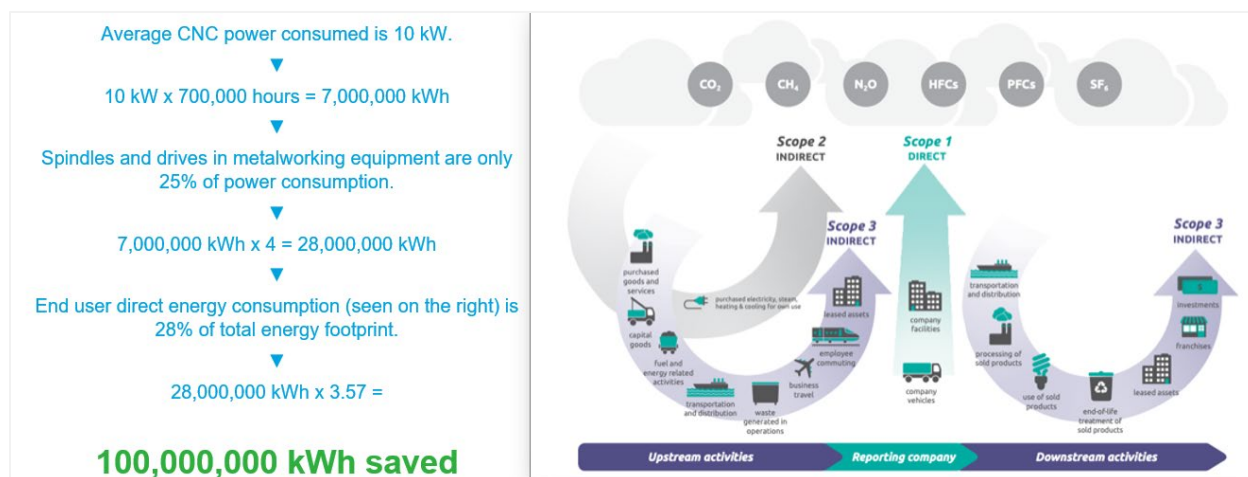 Average CNC power consumed is 10 kW.
▼
10 kW x 700,000 hours = 7,000,000 kWh
▼
Spindles and drives in metalworking equipment are only
25% of power consumption.
▼
7,000,000 kWh x 4 = 28,000,000 kWh
▼
End user direct energy consumption (seen on the right) is
28% of total energy footprint.
▼
28,000,000 kWh x 3.57 =
100,000,000 kWh saved
CO₂ CH₄ N₂O HFCs PFCs SF₆
Scope 2
INDIRECT
Scope 1
DIRECT
Scope 3
INDIRECT
Scope 3
INDIRECT
purchased
goods and
services
capital
goods
fuel and
energy related
activities
transportation
and distribution
waste
generated in
operations
business
travel
employee
commuting
leased assets
purchased electricity, steam,
heating & cooling for own use
company
facilities
company
vehicles
transportation
and distribution
processing of
sold products
use of sold
products
end-of-life
treatment of
sold products
leased assets
franchises
investments
Upstream activities
Reporting company
Downstream activities